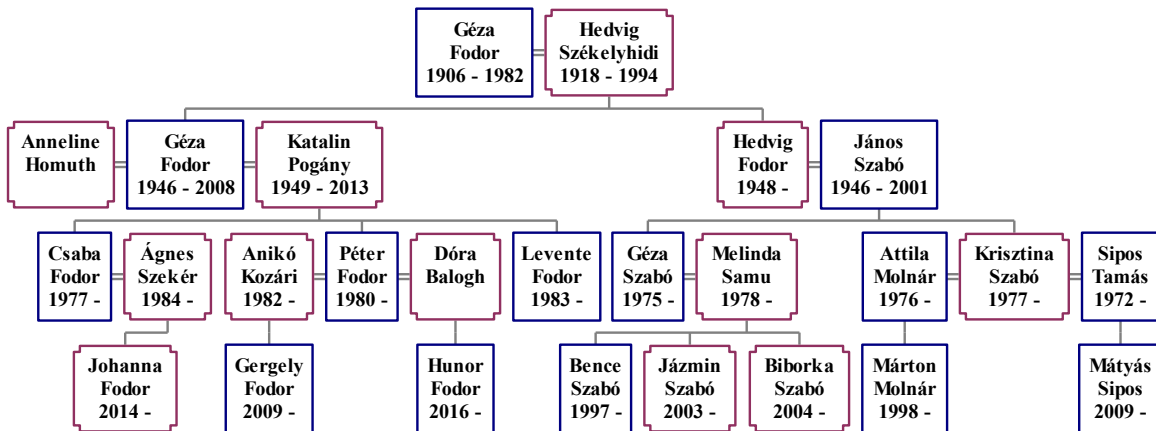 Géza
Fodor
1906 - 1982
Hedvig
Székelyhidi
1918 - 1994
Anneline
Homuth
Géza
Fodor
1946 - 2008
Katalin
Pogány
1949 - 2013
Hedvig
Fodor
1948 -
János
Szabó
1946 - 2001
Csaba
Fodor
1977 -
Ágnes
Szekér
1984 -
Anikó
Kozári
1982 -
Péter
Fodor
1980 -
Dóra
Balogh
Levente
Fodor
1983 -
Géza
Szabó
1975 -
Melinda
Samu
1978 -
Attila
Molnár
1976 -
Krisztina
Szabó
1977 -
Sipos
Tamás
1972 -
Johanna
Fodor
2014 -
Gergely
Fodor
2009 -
Hunor
Fodor
2016 -
Bence
Szabó
1997 -
Jázmin
Szabó
2003 -
Biborka
Szabó
2004 -
Márton
Molnár
1998 -
Mátyás
Sipos
2009 -